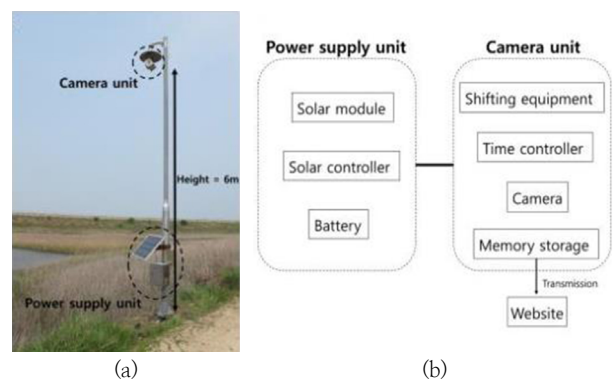 Camera unit
Height = 6m
Power supply unit
(a)
Power supply unit
Camera unit
Solar module
Solar controller
Battery
Shifting equipment
Time controller
Camera
Memory storage
Transmission
Website
(b)